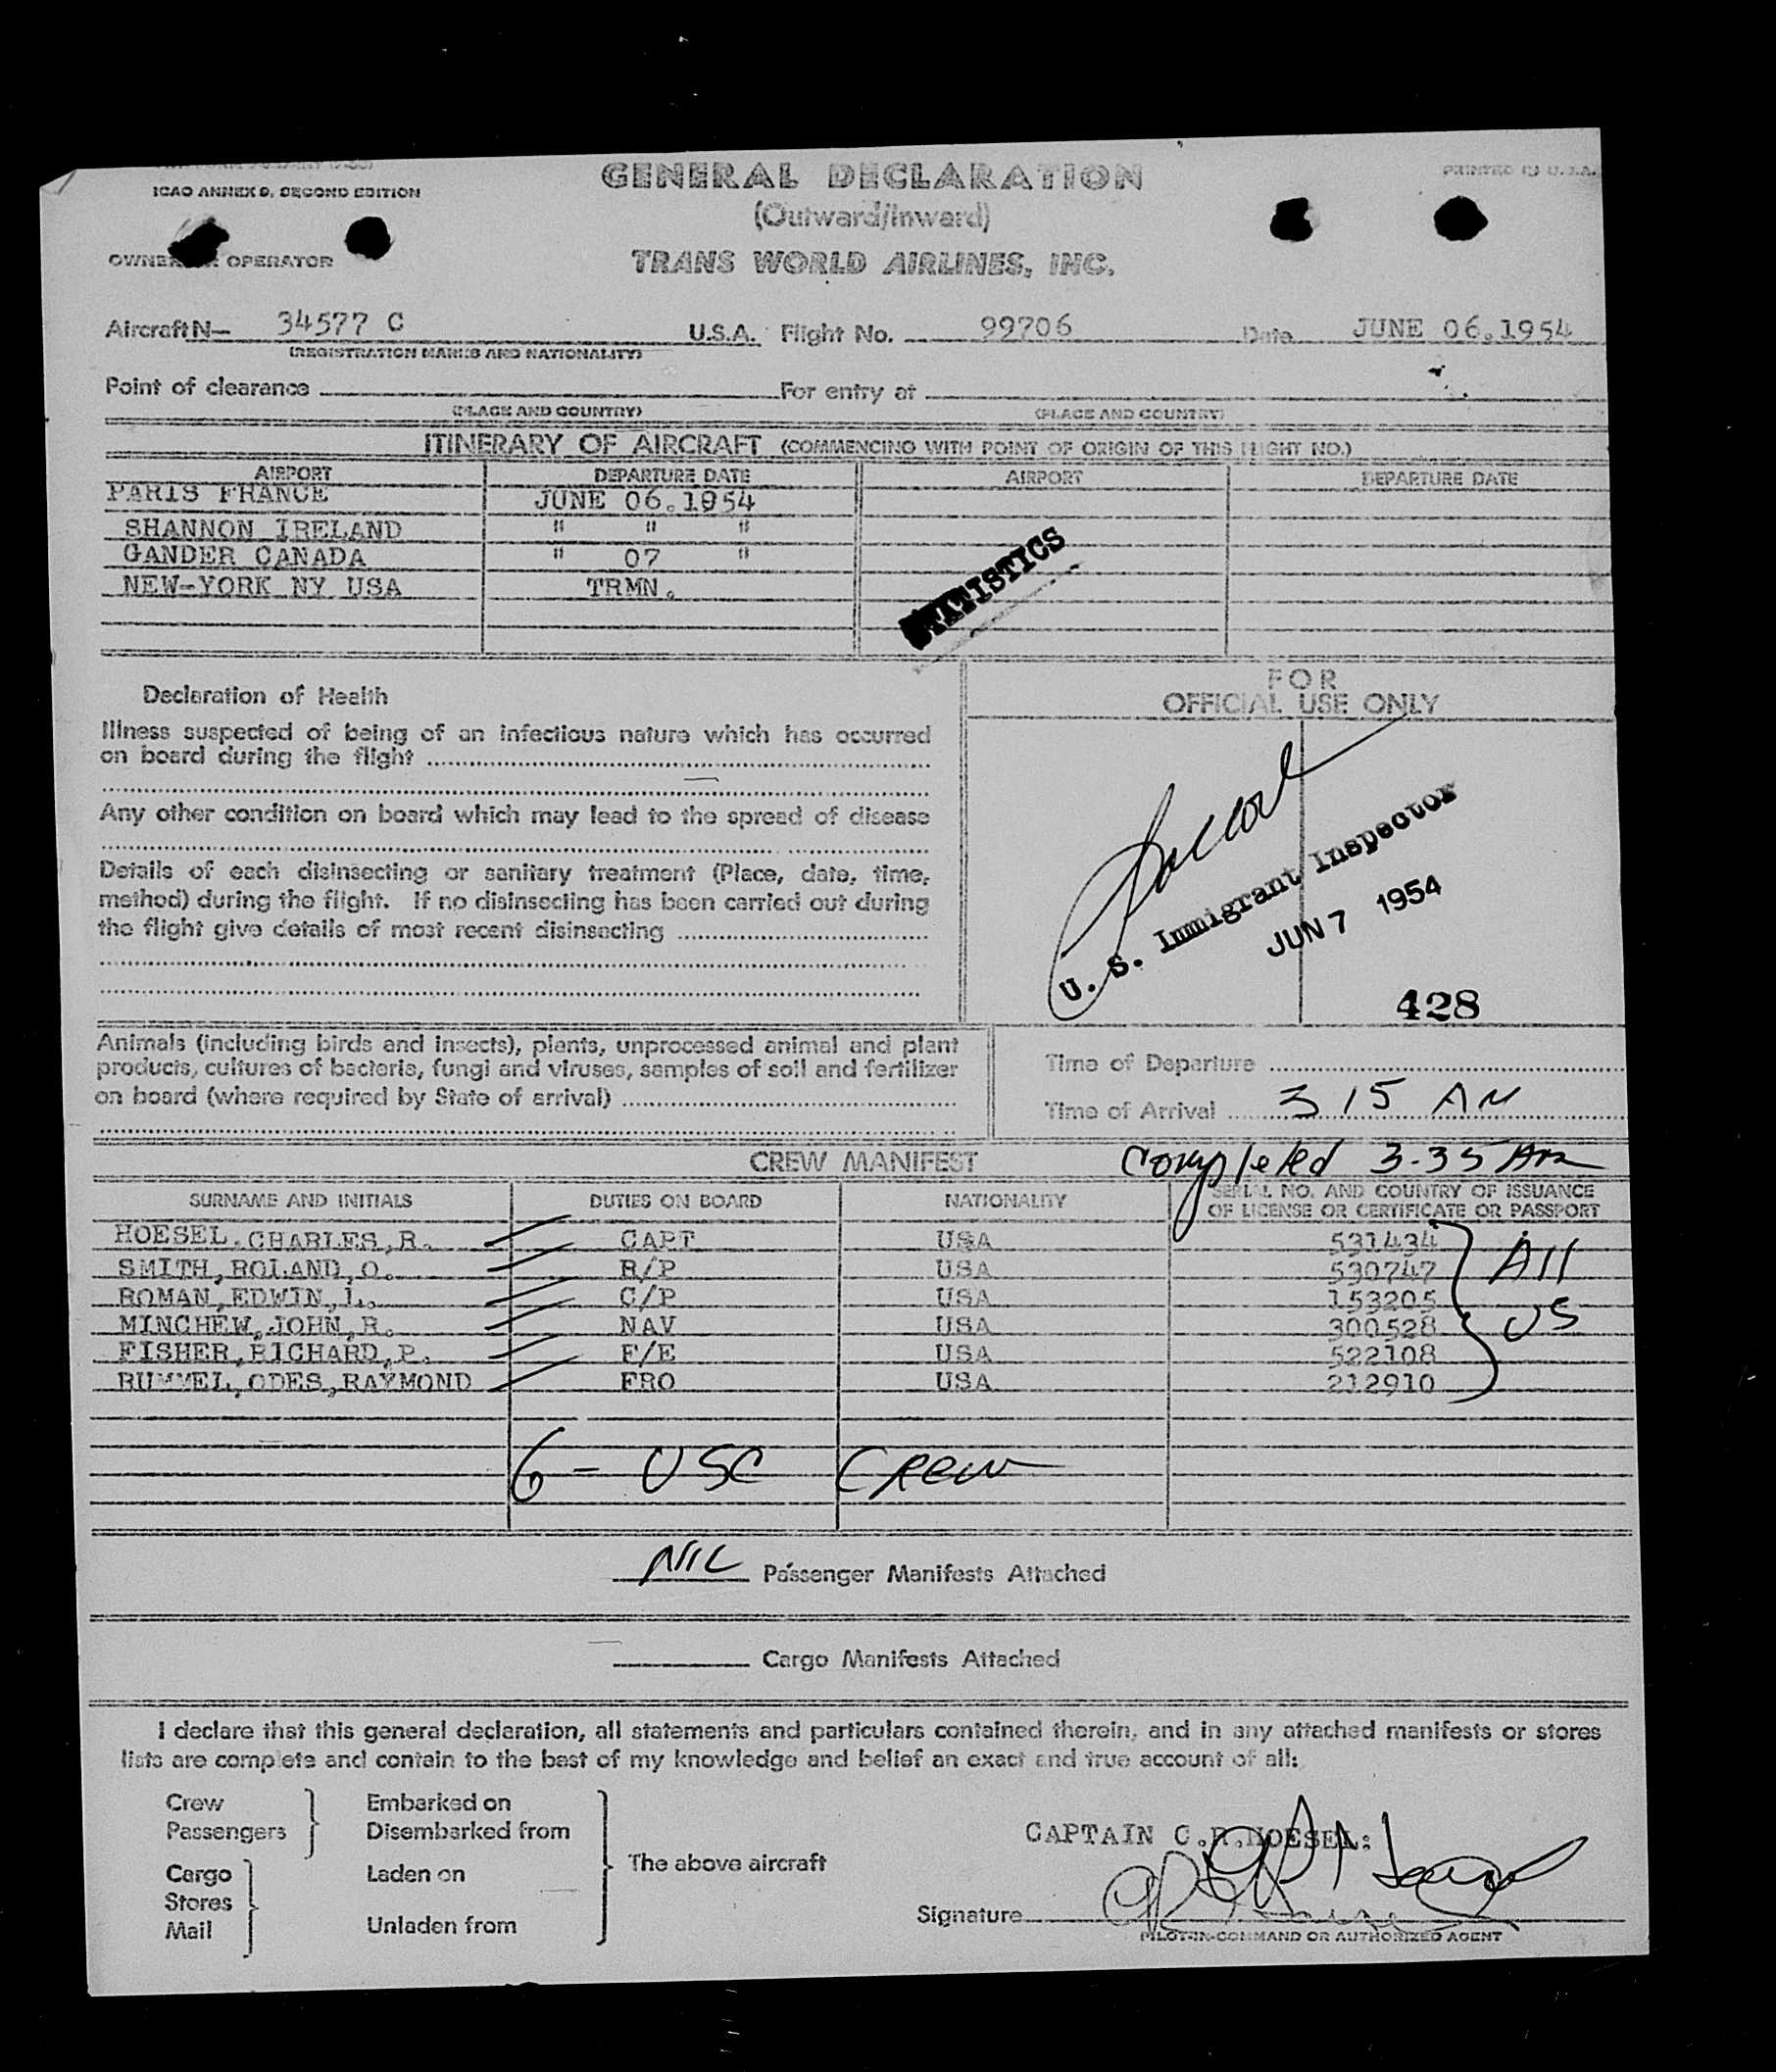 ICAO ANNEX 9, SECOND EDITION
GENERAL DECLARATION
PRINTED IN U.S.A.
(Outward/Inward)
OWNER OPERATOR
TRANS WORLD AIRLINES, INC.
Aircraft N- 34577 C U.S.A. Flight No. 99706 Date JUNE 06.1954
(REGISTRATION MARKS AND NATIONALITY)
Point of clearance For entry at
(PLACE AND COUNTRY) (PLACE AND COUNTRY)
ITINERARY OF AIRCRAFT (COMMENCING WITH POINT OF ORIGIN OF THIS FLIGHT NO.)
AIRPORT DEPARTURE DATE AIRPORT DEPARTURE DATE
PARIS FRANCE JUNE 06.1954
SHANNON IRELAND " " "
GANDER CANADA " 07 "
NEW-YORK NY USA TRMN.
STATISTICS
Declaration of Health
Illness suspected of being of an infectious nature which has occurred
on board during the flight
Any other condition on board which may lead to the spread of disease
Details of each disinsecting or sanitary treatment (Place, date, time,
method) during the flight. If no disinsecting has been carried out during
the flight give details of most recent disinsecting
FOR
OFFICIAL USE ONLY
U. S. Immigrant Inspector
JUN 7 1954
428
Animals (including birds and insects), plants, unprocessed animal and plant
products, cultures of bacteria, fungi and viruses, samples of soil and fertilizer
on board (where required by State of arrival)
Time of Departure
Time of Arrival 3 15 AM
CREW MANIFEST Completed 3-35 AM
SURNAME AND INITIALS DUTIES ON BOARD NATIONALITY SERIAL NO. AND COUNTRY OF ISSUANCE
OF LICENSE OR CERTIFICATE OR PASSPORT
HOESEL.CHARLES,R. CAPT USA 531434
SMITH,ROLAND,O. R/P USA 530747
ROMAN,EDWIN,L. C/P USA 153205
MINCHEW,JOHN,R. NAV USA 300528
FISHER,RICHARD,P. F/E USA 522108
RUMMEL,ODES,RAYMOND FRO USA 212910
All
US
6 - USC Crew
NIL Passenger Manifests Attached
Cargo Manifests Attached
I declare that this general declaration, all statements and particulars contained therein, and in any attached manifests or stores
lists are complete and contain to the best of my knowledge and belief an exact and true account of all:
Crew Embarked on
Passengers Disembarked from
The above aircraft
Cargo Laden on
Stores
Mail Unladen from
CAPTAIN C.R.HOESEL:
Signature
PILOT-IN-COMMAND OR AUTHORIZED AGENT